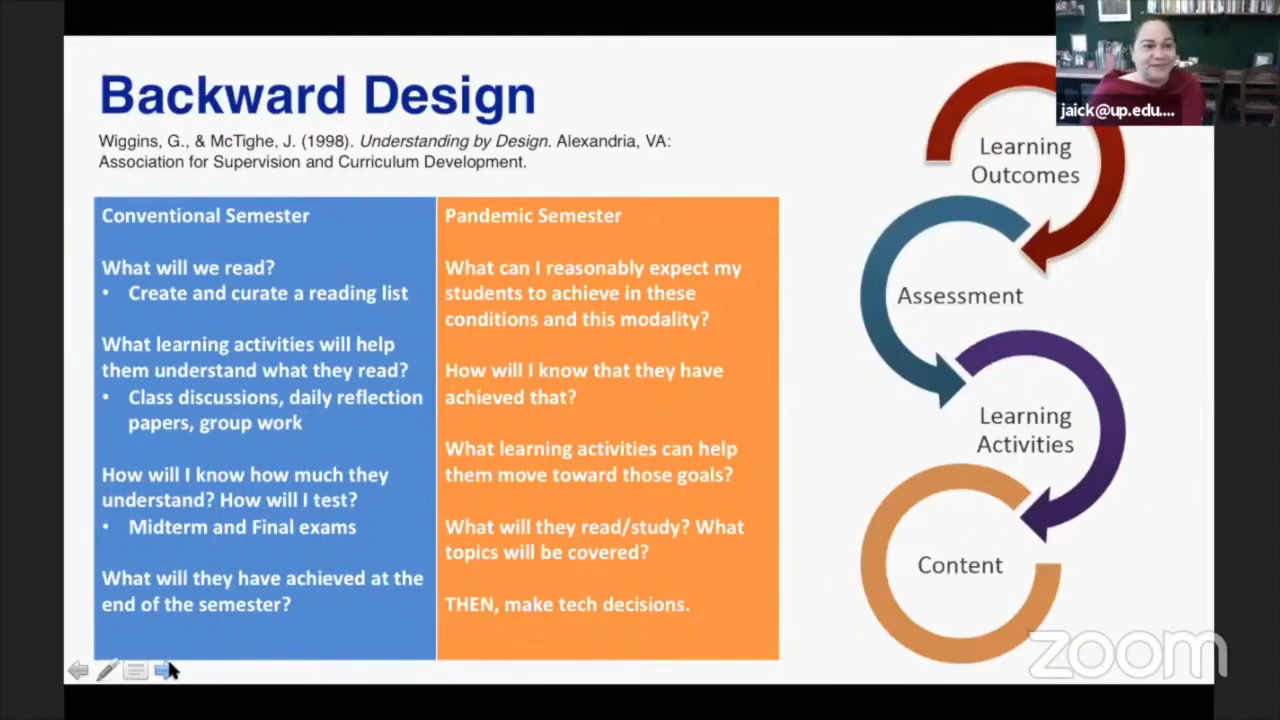 Backward Design
Wiggins, G., & McTighe, J. (1998). Understanding by Design. Alexandria, VA:
Association for Supervision and Curriculum Development.
Conventional Semester
What will we read?
• Create and curate a reading list
What learning activities will help
them understand what they read?
• Class discussions, daily reflection
papers, group work
How will I know how much they
understand? How will I test?
• Midterm and Final exams
What will they have achieved at the
end of the semester?
Pandemic Semester
What can I reasonably expect my
students to achieve in these
conditions and this modality?
How will I know that they have
achieved that?
What learning activities can help
them move toward those goals?
What will they read/study? What
topics will be covered?
THEN, make tech decisions.
jaick@up.edu....
Learning
Outcomes
Assessment
Learning
Activities
Content
zoom